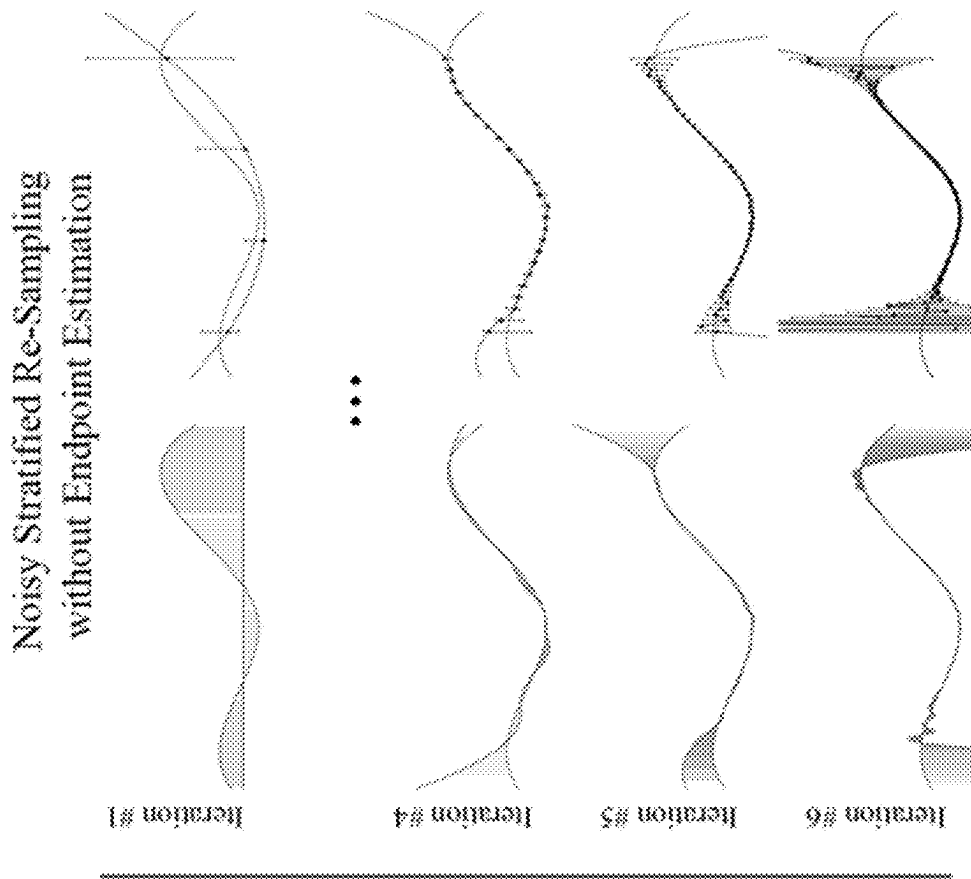 Noisy Stratified Re-Sampling
without Endpoint Estimation
Iteration #1
Iteration #4
Iteration #5
Iteration #6